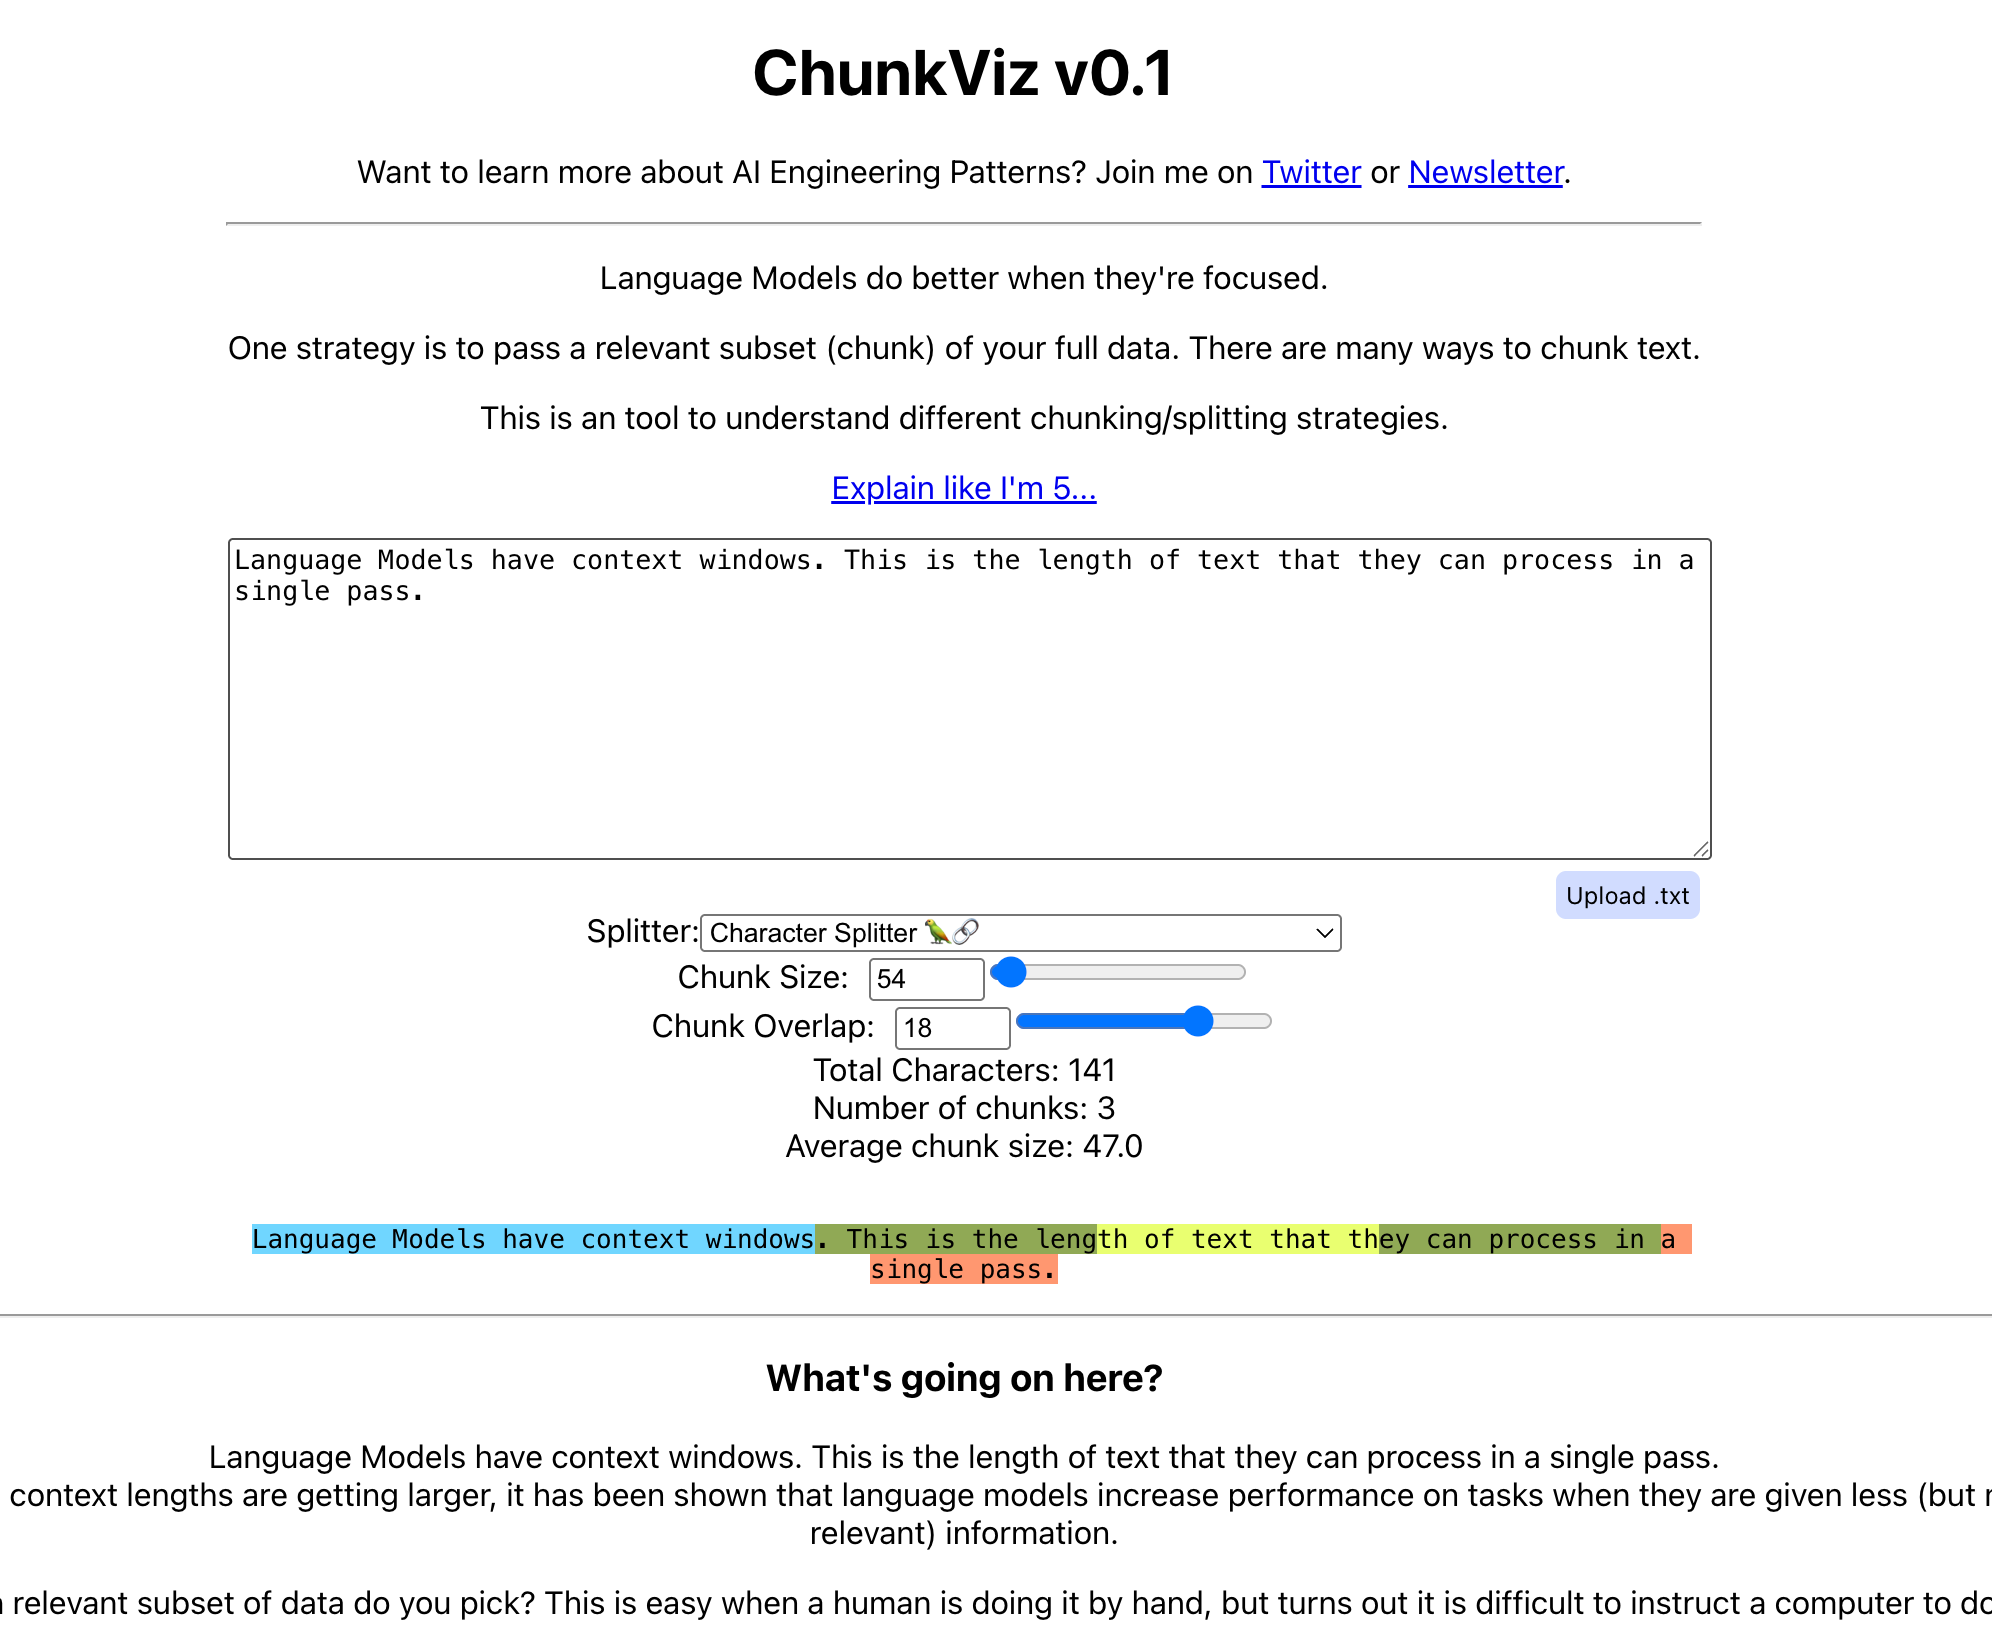 ChunkViz v0.1
Want to learn more about AI Engineering Patterns? Join me on Twitter or Newsletter.
Language Models do better when they're focused.
One strategy is to pass a relevant subset (chunk) of your full data. There are many ways to chunk text.
This is an tool to understand different chunking/splitting strategies.
Explain like I'm 5...
Language Models have context windows. This is the length of text that they can process in a
single pass.
Upload .txt
Splitter: Character Splitter 🦜🔗
Chunk Size: 54
Chunk Overlap: 18
Total Characters: 141
Number of chunks: 3
Average chunk size: 47.0
Language Models have context windows. This is the length of text that they can process in a
single pass.
What's going on here?
Language Models have context windows. This is the length of text that they can process in a single pass.
context lengths are getting larger, it has been shown that language models increase performance on tasks when they are given less (but
relevant) information.
relevant subset of data do you pick? This is easy when a human is doing it by hand, but turns out it is difficult to instruct a computer to do